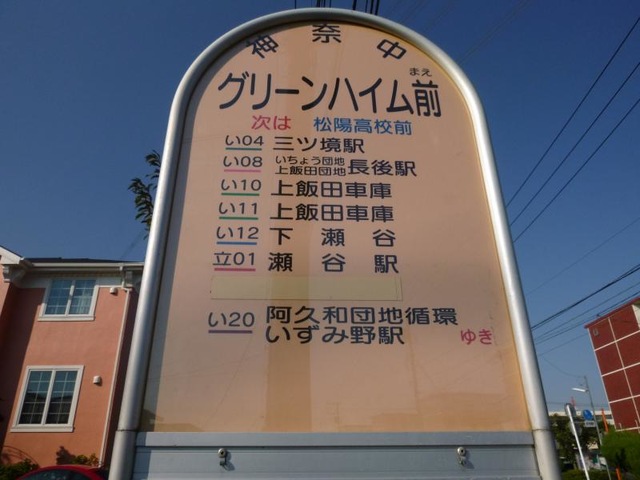 神奈中
まえ
グリーンハイム前
次は 松陽高校前
い04 三ツ境駅
い08 いちょう団地 上飯田団地 長後駅
い10 上飯田車庫
い11 上飯田車庫
い12 下瀬谷
立01 瀬谷駅
い20 阿久和団地循環
いずみ野駅 ゆき